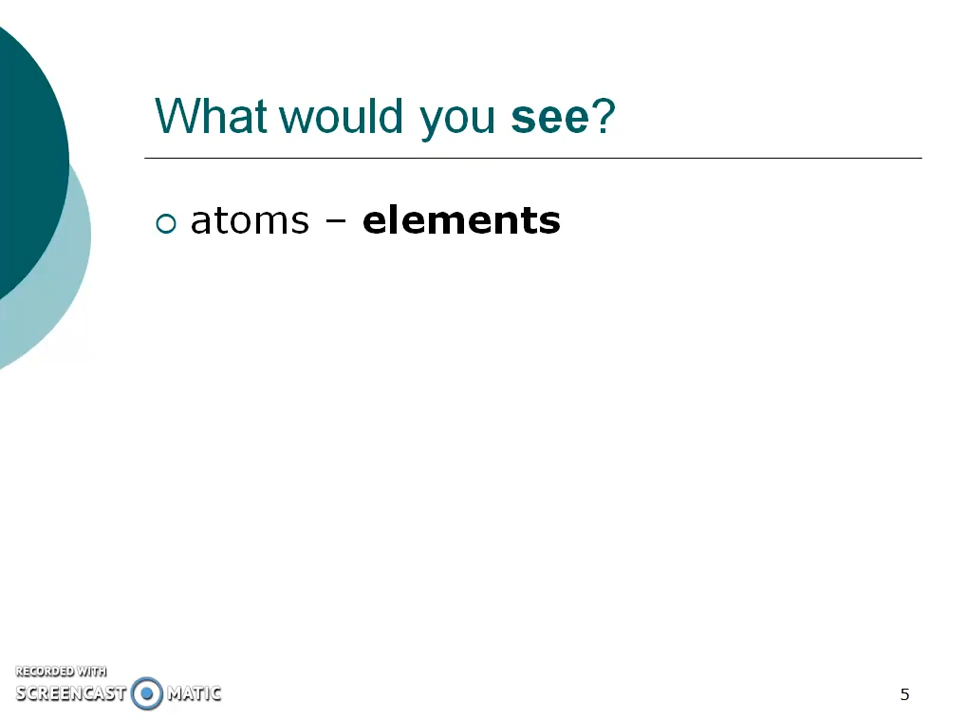 What would you see?
atoms – elements
RECORDED WITH
SCREENCAST MATIC
5